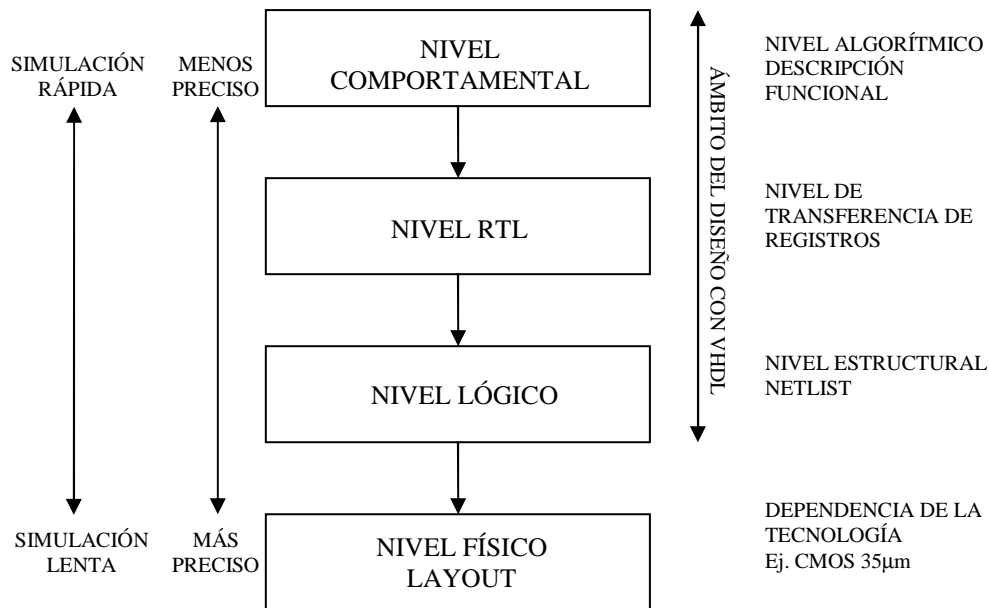 SIMULACIÓN
RÁPIDA
MENOS
PRECISO
NIVEL
COMPORTAMENTAL
NIVEL ALGORÍTMICO
DESCRIPCIÓN
FUNCIONAL
ÁMBITO DEL DISEÑO CON VHDL
NIVEL RTL
NIVEL DE
TRANSFERENCIA DE
REGISTROS
NIVEL LÓGICO
NIVEL ESTRUCTURAL
NETLIST
SIMULACIÓN
LENTA
MÁS
PRECISO
NIVEL FÍSICO
LAYOUT
DEPENDENCIA DE LA
TECNOLOGÍA
Ej. CMOS 35µm